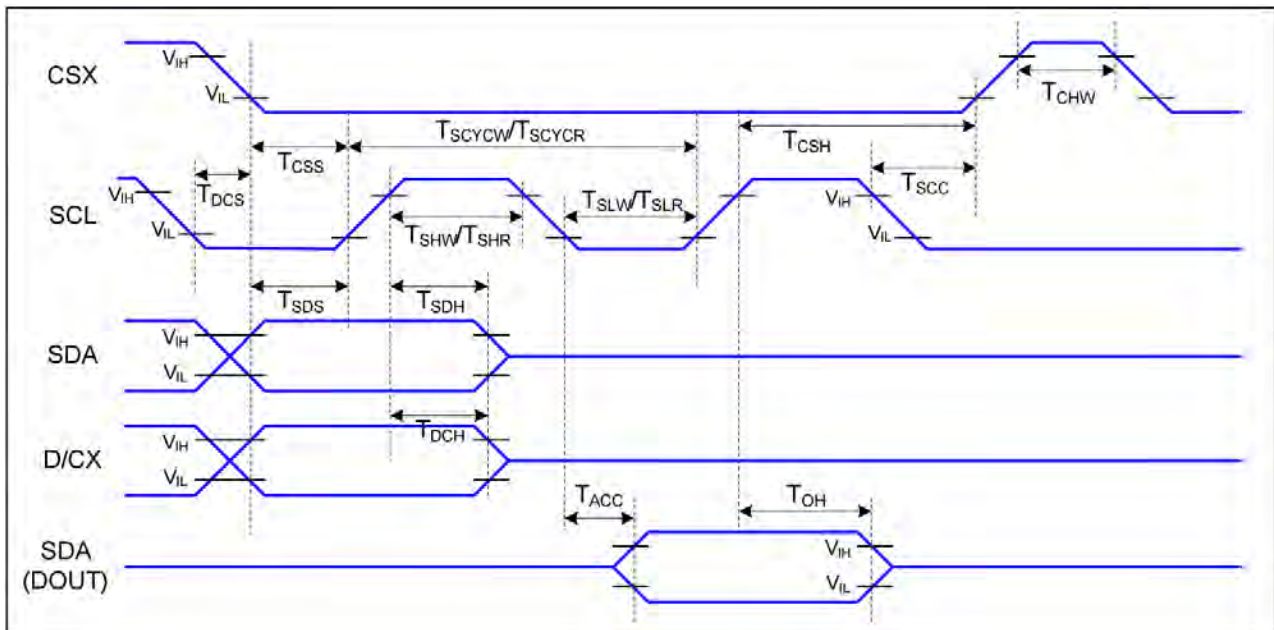 CSX
VIH
VIL
TCHW
TSCYCW/TSCYCR
TCSS
TCSH
TDCS
TSCC
SCL
VIH
VIL
TSHW/TSHR
TSLW/TSLR
VIH
VIL
TSDS
TSDH
SDA
VIH
VIL
TDCH
D/CX
VIH
VIL
TACC
TOH
SDA
(DOUT)
VIH
VIL